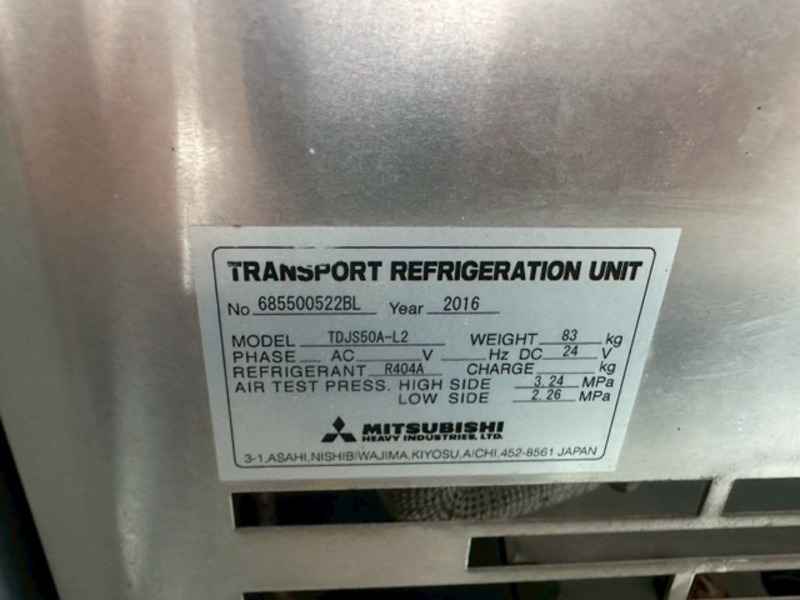 TRANSPORT REFRIGERATION UNIT
No 685500522BL Year 2016
MODEL TDJS50A-L2 WEIGHT 83 kg
PHASE AC V Hz DC 24 V
REFRIGERANT R404A CHARGE kg
AIR TEST PRESS. HIGH SIDE 3.24 MPa
LOW SIDE 2.26 MPa
MITSUBISHI
HEAVY INDUSTRIES, LTD.
3-1,ASAHI,NISHIBIWAJIMA,KIYOSU,AICHI,452-8561 JAPAN